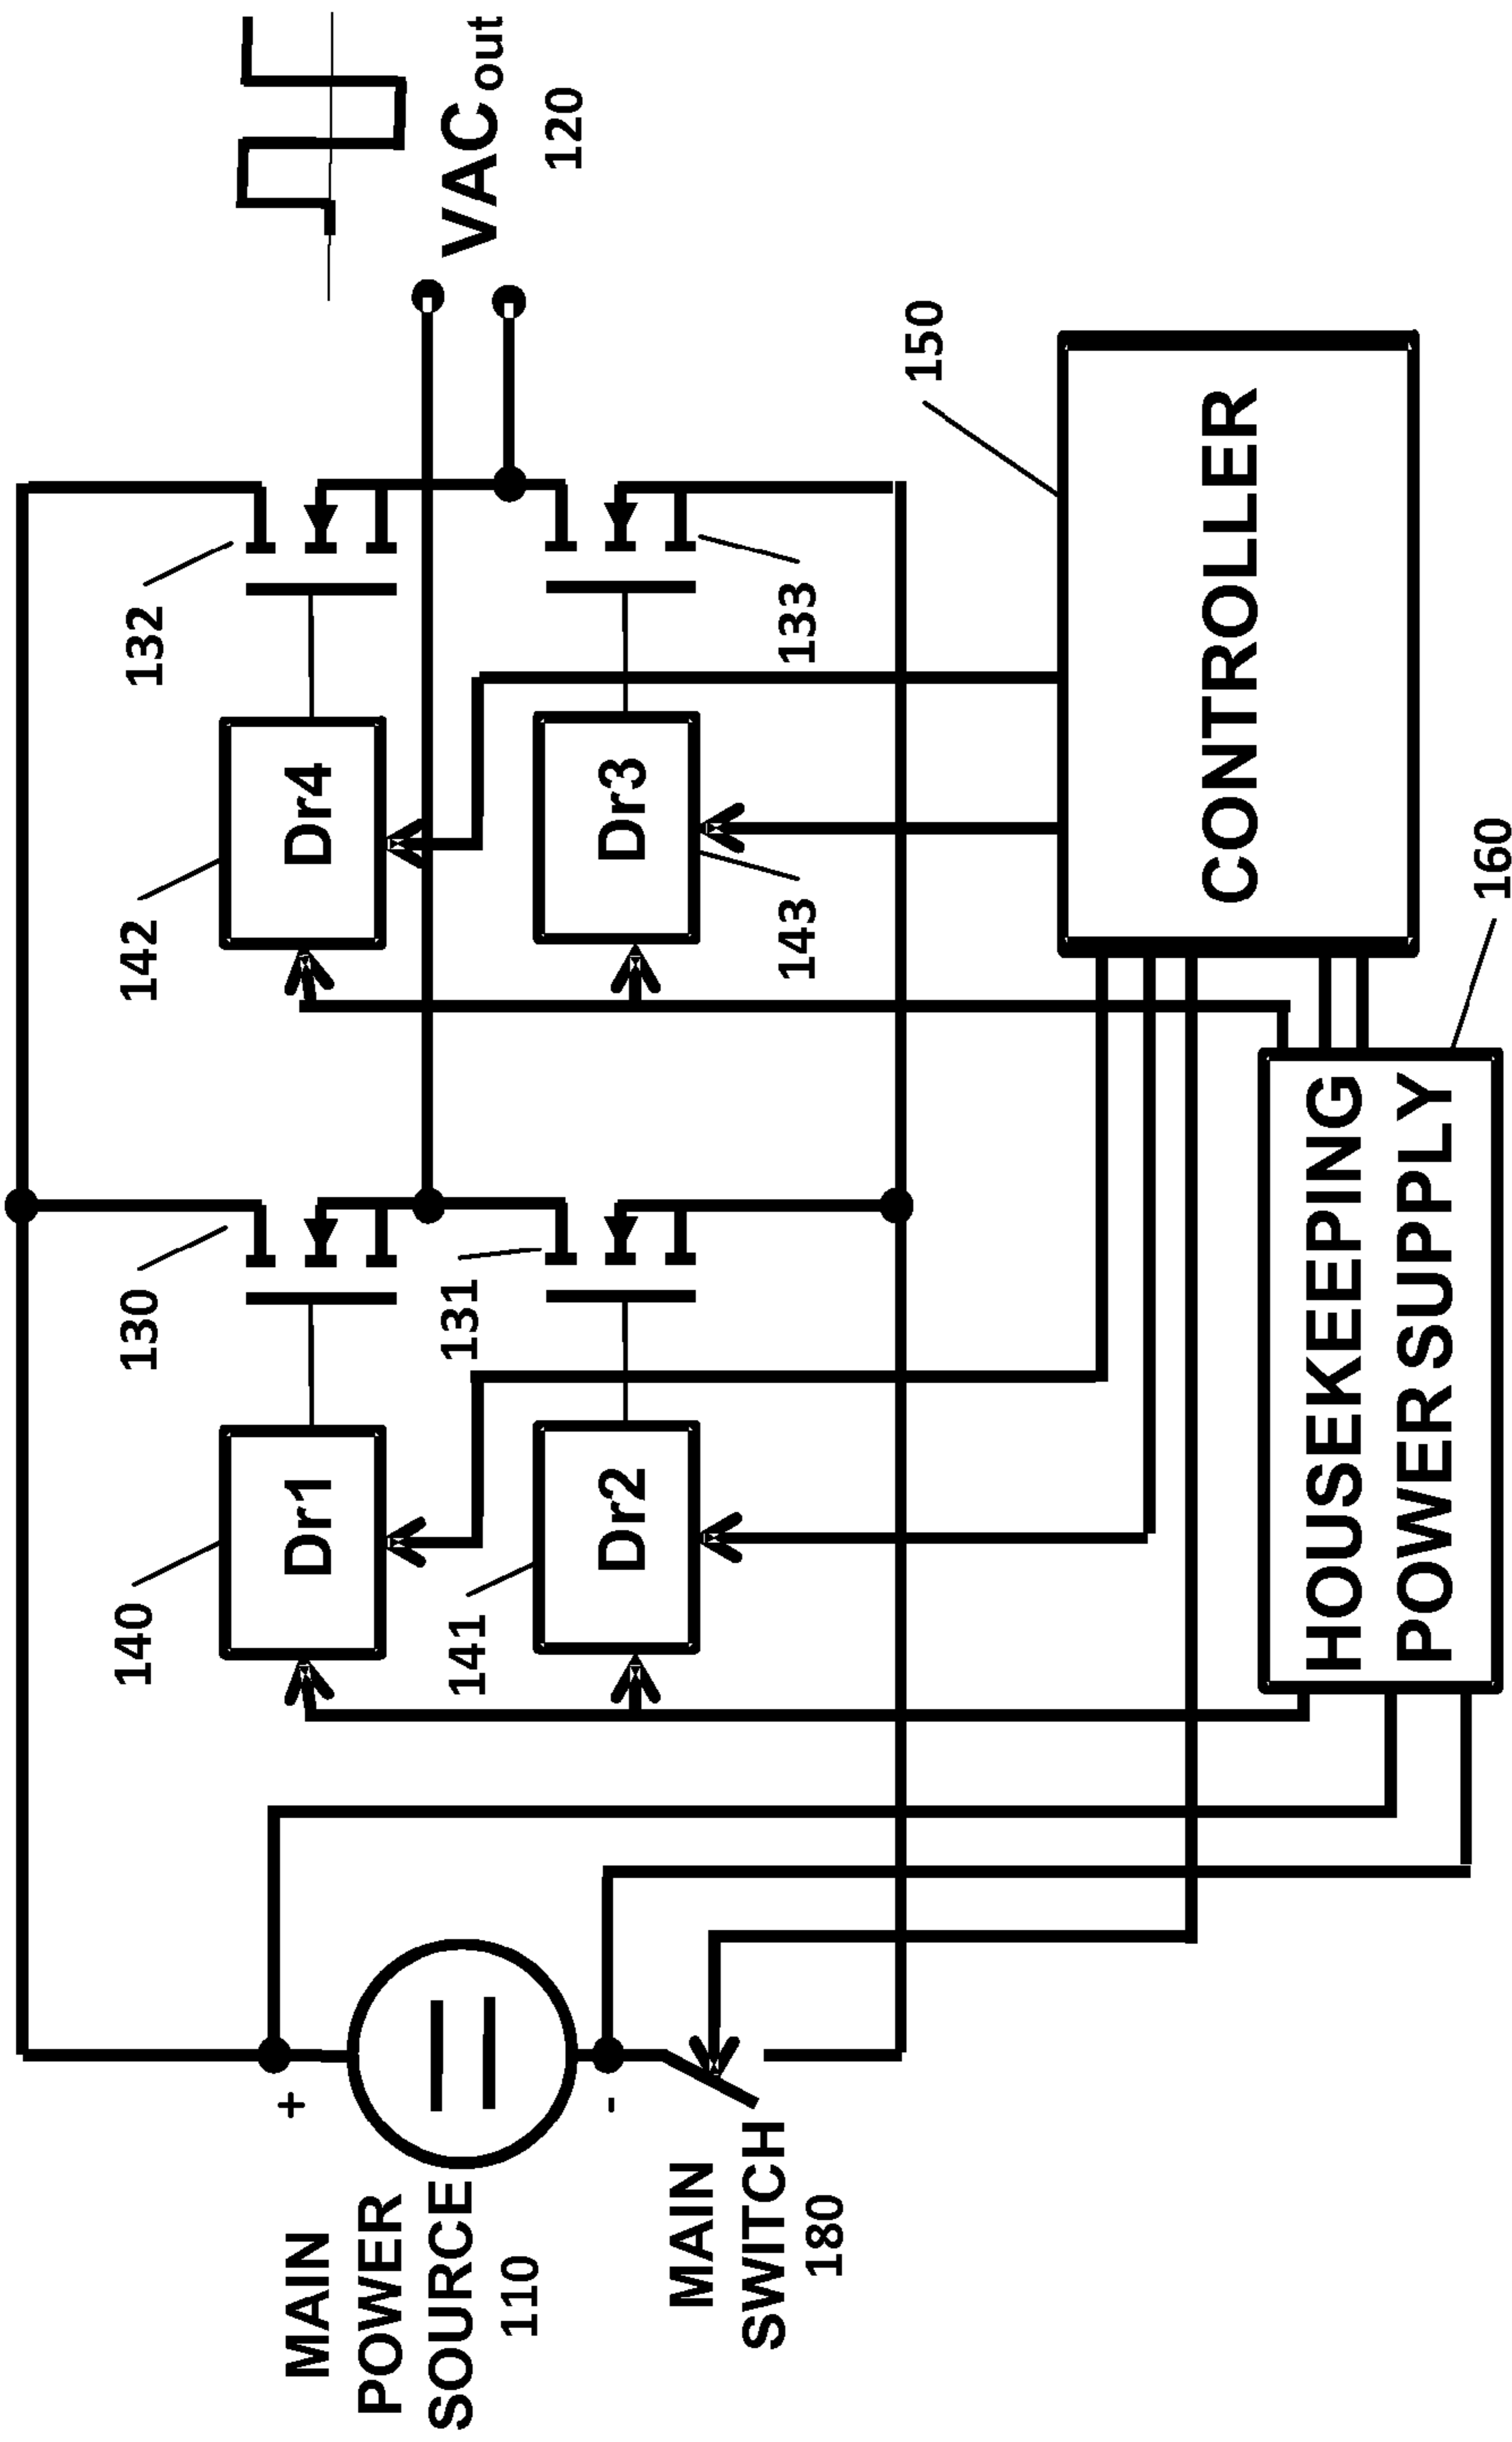 MAIN
POWER
SOURCE
110
+
-
MAIN
SWITCH
180
140
Dr1
130
141
Dr2
131
142
Dr4
132
143
Dr3
133
VACout
120
150
CONTROLLER
160
HOUSEKEEPING
POWER SUPPLY